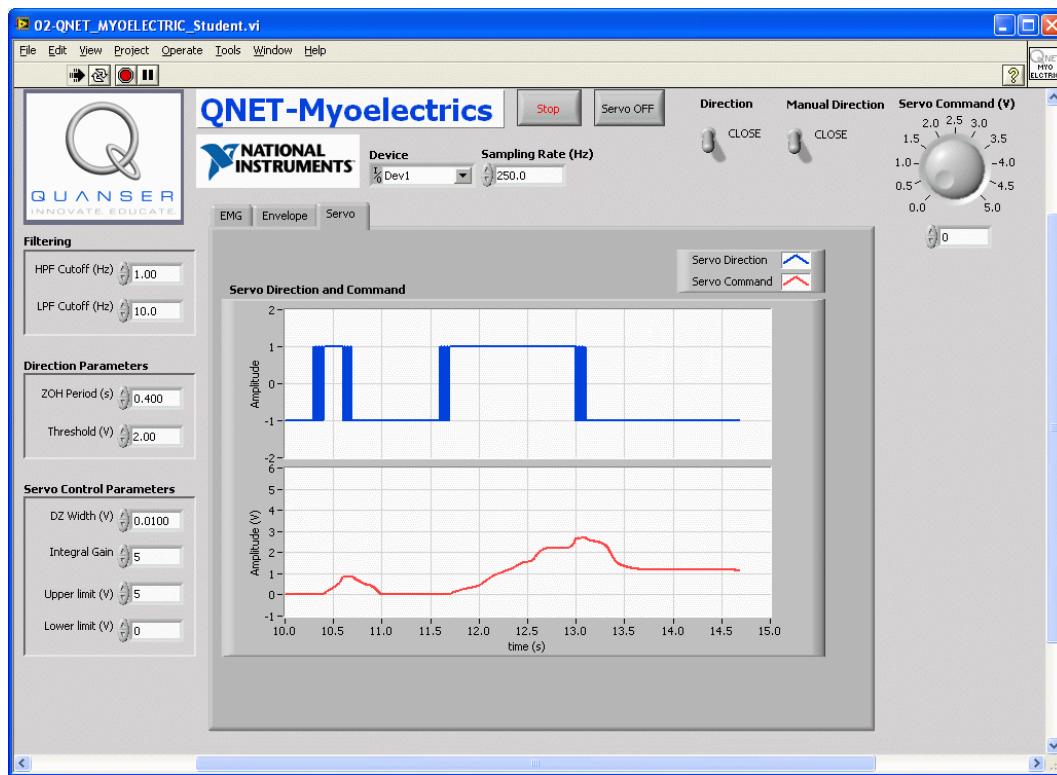 02-QNET_MYOELECTRIC_Student.vi
File Edit View Project Operate Tools Window Help
QNET
MYO
ELCTRIC
QUANSER
INNOVATE. EDUCATE.
QNET-Myoelectrics
Stop
Servo OFF
Direction
CLOSE
Manual Direction
CLOSE
Servo Command (V)
0.0 0.5 1.0 1.5 2.0 2.5 3.0 3.5 4.0 4.5 5.0
0
NATIONAL
INSTRUMENTS
Device
I/O Dev1
Sampling Rate (Hz)
250.0
EMG Envelope Servo
Filtering
HPF Cutoff (Hz) 1.00
LPF Cutoff (Hz) 10.0
Direction Parameters
ZOH Period (s) 0.400
Threshold (V) 2.00
Servo Control Parameters
DZ Width (V) 0.0100
Integral Gain 5
Upper limit (V) 5
Lower limit (V) 0
Servo Direction
Servo Command
Servo Direction and Command
Amplitude
2
1
0
-1
-2
Amplitude (V)
6
5
4
3
2
1
0
-1
10.0 10.5 11.0 11.5 12.0 12.5 13.0 13.5 14.0 14.5 15.0
time (s)